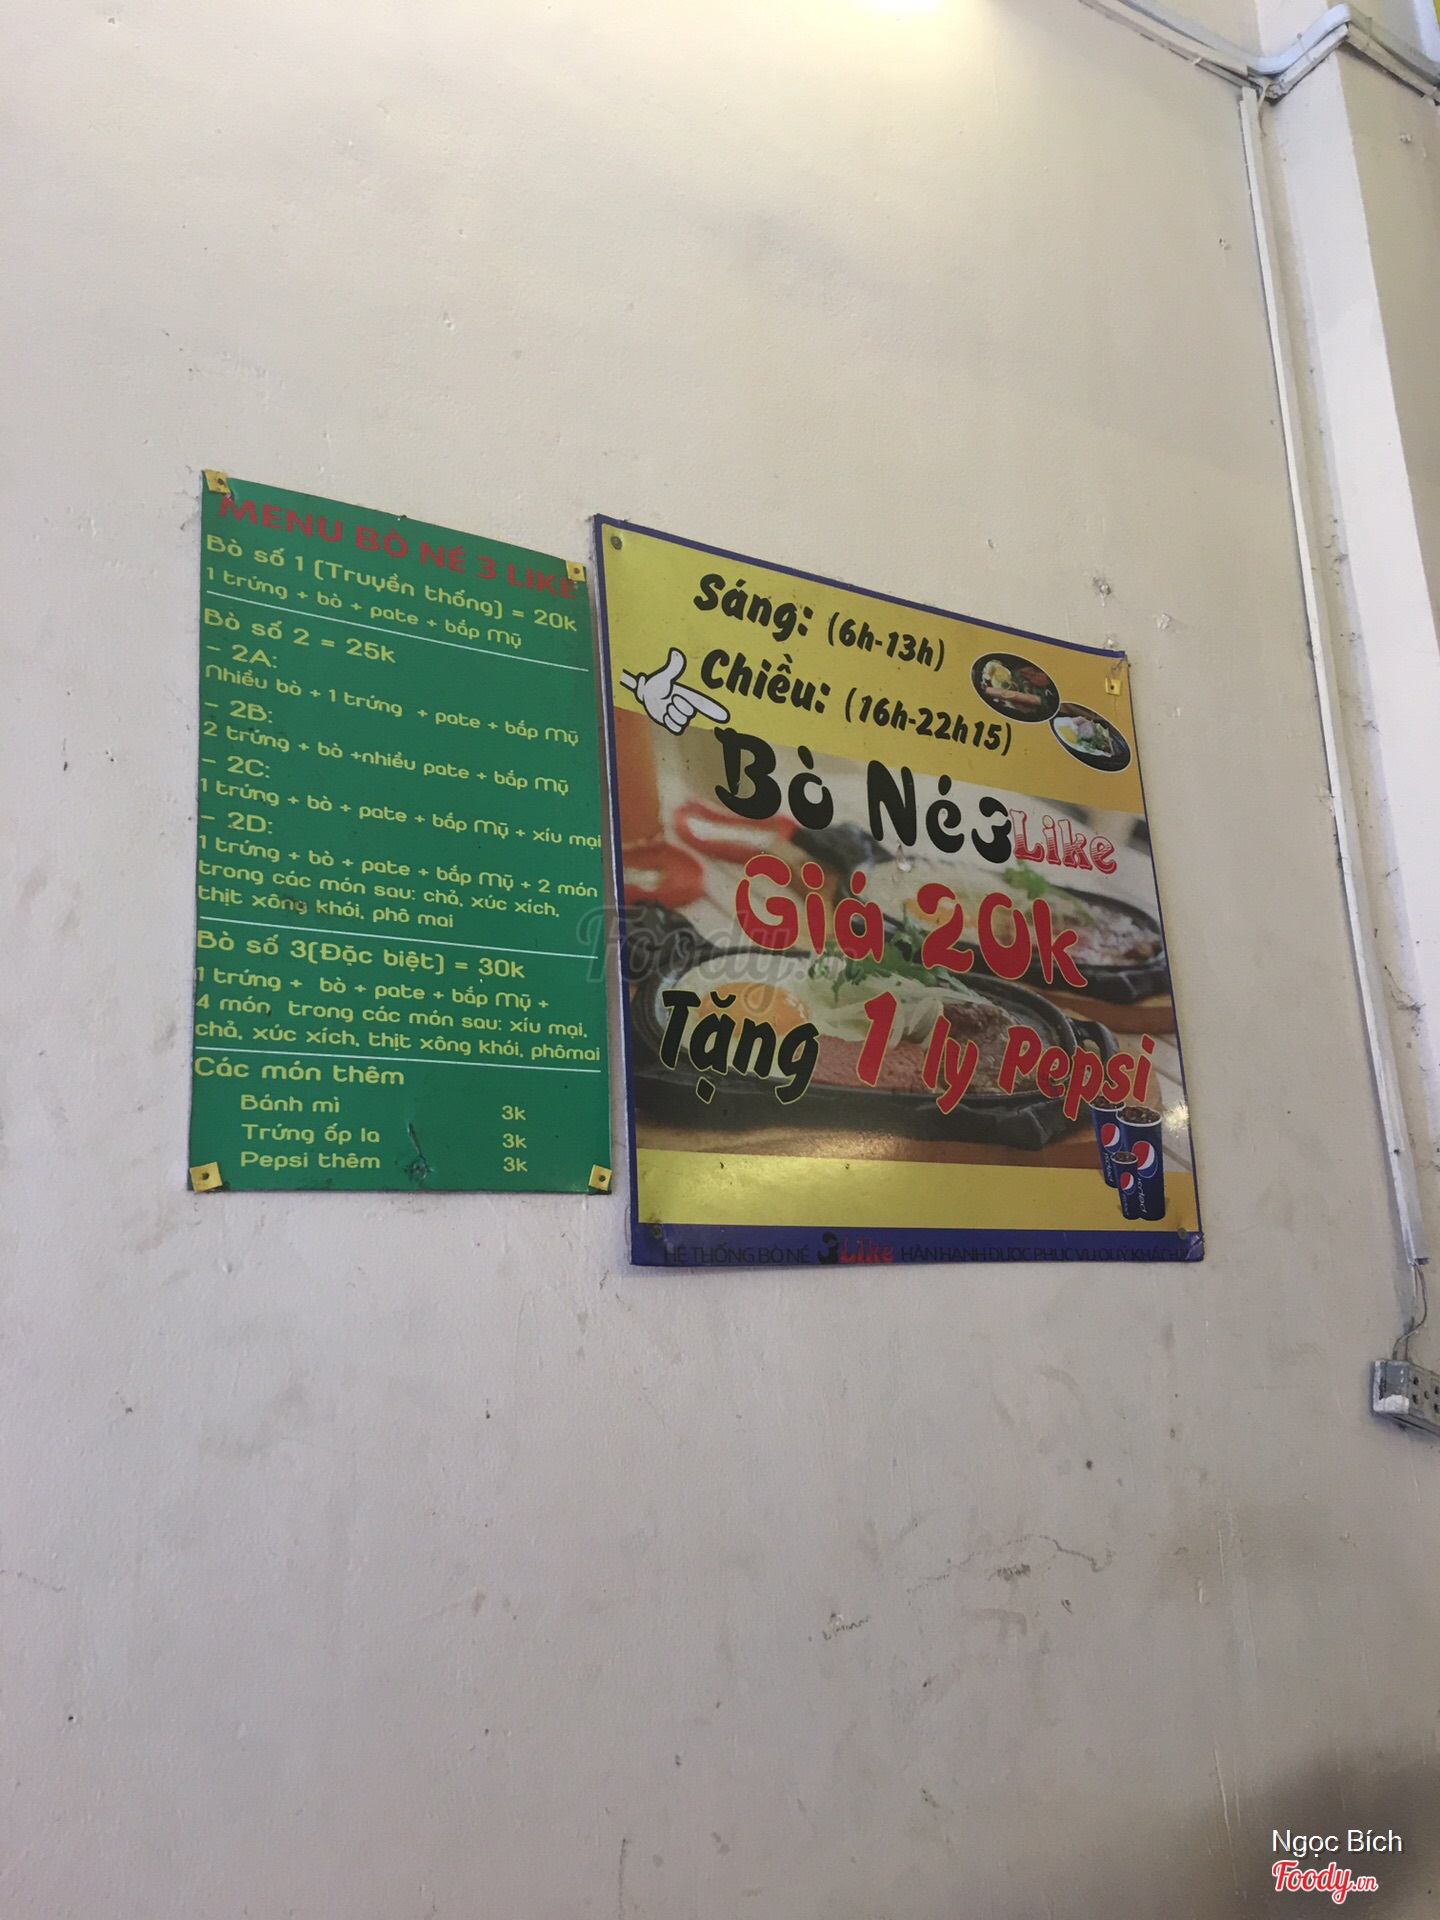 MENU BÒ NÉ 3 LIKE
Bò số 1 (Truyền thống) = 20k
1 trứng + bò + pate + bắp Mỹ
Bò số 2 = 25k
- 2A:
Nhiều bò + 1 trứng + pate + bắp Mỹ
- 2B:
2 trứng + bò +nhiều pate + bắp Mỹ
- 2C:
1 trứng + bò + pate + bắp Mỹ + xíu mại
- 2D:
1 trứng + bò + pate + bắp Mỹ + 2 món
trong các món sau: chả, xúc xích,
thịt xông khói, phô mai
Bò số 3(Đặc biệt) = 30k
1 trứng + bò + pate + bắp Mỹ +
4 món trong các món sau: xíu mại,
chả, xúc xích, thịt xông khói, phômai
Các món thêm
Bánh mì 3k
Trứng ốp la 3k
Pepsi thêm 3k
Sáng: (6h-13h)
Chiều: (16h-22h15)
Bò Né 3 Like
Giá 20k
Tặng 1 ly Pepsi
HỆ THỐNG BÒ NÉ 3 Like HÂN HẠNH ĐƯỢC PHỤC VỤ QUÝ KHÁCH
Foody.vn
Ngọc Bích
Foody.vn